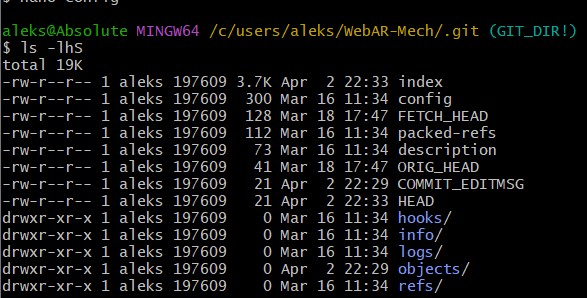 aleks@Absolute MINGW64 /c/users/aleks/WebAR-Mech/.git (GIT_DIR!)
$ ls -lhS
total 19K
-rw-r--r-- 1 aleks 197609 3.7K Apr  2 22:33 index
-rw-r--r-- 1 aleks 197609  300 Mar 16 11:34 config
-rw-r--r-- 1 aleks 197609  128 Mar 18 17:47 FETCH_HEAD
-rw-r--r-- 1 aleks 197609  112 Mar 16 11:34 packed-refs
-rw-r--r-- 1 aleks 197609   73 Mar 16 11:34 description
-rw-r--r-- 1 aleks 197609   41 Mar 18 17:47 ORIG_HEAD
-rw-r--r-- 1 aleks 197609   21 Apr  2 22:29 COMMIT_EDITMSG
-rw-r--r-- 1 aleks 197609   21 Apr  2 22:33 HEAD
drwxr-xr-x 1 aleks 197609    0 Mar 16 11:34 hooks/
drwxr-xr-x 1 aleks 197609    0 Mar 16 11:34 info/
drwxr-xr-x 1 aleks 197609    0 Mar 16 11:34 logs/
drwxr-xr-x 1 aleks 197609    0 Apr  2 22:29 objects/
drwxr-xr-x 1 aleks 197609    0 Mar 16 11:34 refs/